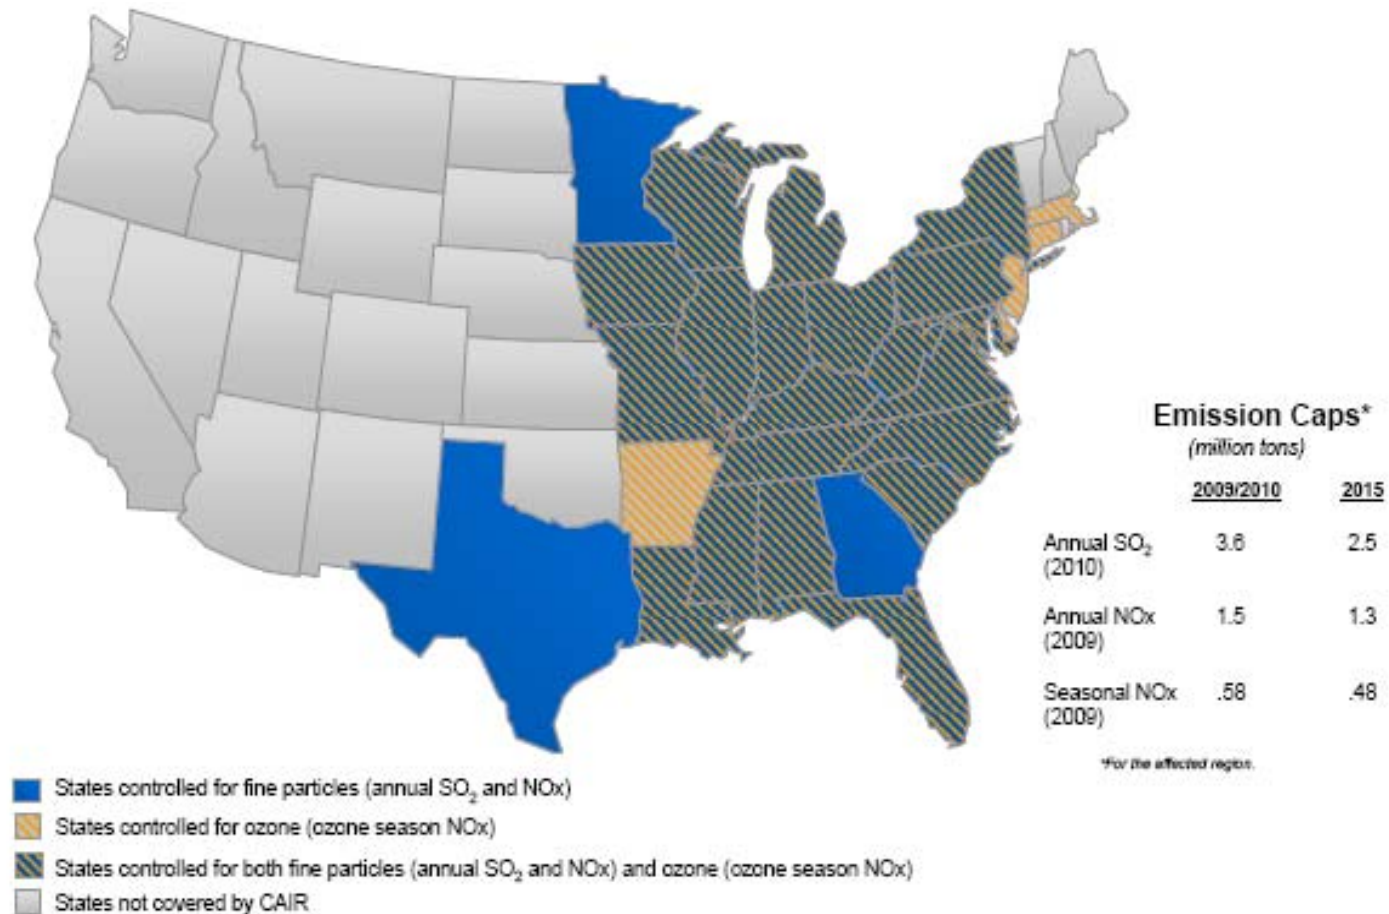 Emission Caps*
(million tons)
2009/2010 2015
Annual SO₂ 3.6 2.5
(2010)
Annual NOx 1.5 1.3
(2009)
Seasonal NOx .58 .48
(2009)
*For the affected region.
States controlled for fine particles (annual SO₂ and NOx)
States controlled for ozone (ozone season NOx)
States controlled for both fine particles (annual SO₂ and NOx) and ozone (ozone season NOx)
States not covered by CAIR